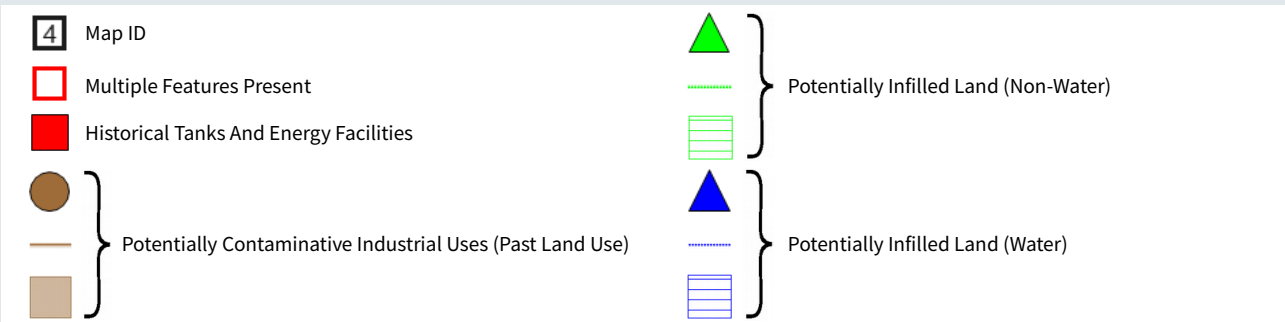 4
Map ID
Multiple Features Present
Historical Tanks And Energy Facilities
Potentially Contaminative Industrial Uses (Past Land Use)
Potentially Infilled Land (Non-Water)
Potentially Infilled Land (Water)